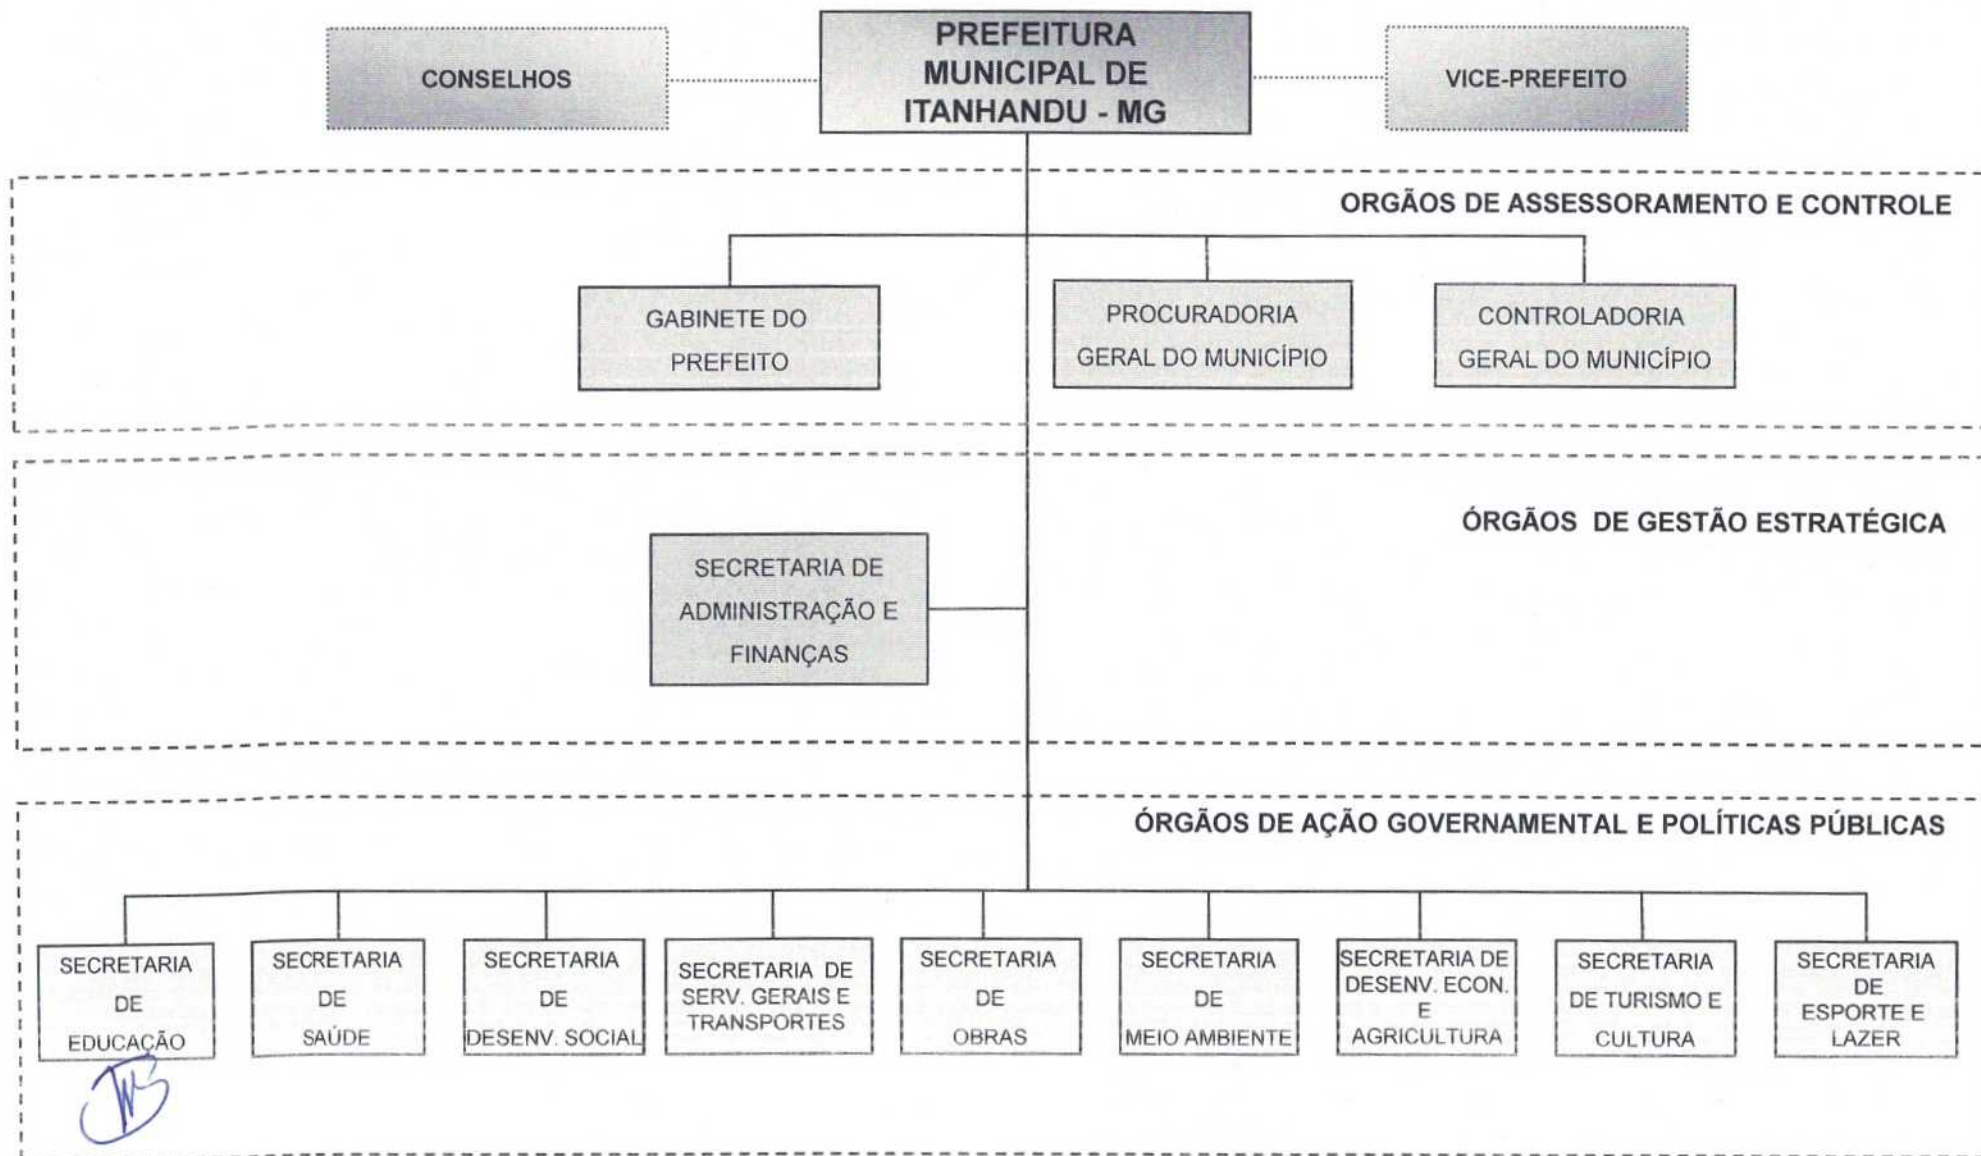 CONSELHOS
PREFEITURA
MUNICIPAL DE
ITANHANDU - MG
VICE-PREFEITO
ORGÃOS DE ASSESSORAMENTO E CONTROLE
GABINETE DO
PREFEITO
PROCURADORIA
GERAL DO MUNICÍPIO
CONTROLADORIA
GERAL DO MUNICÍPIO
ÓRGÃOS DE GESTÃO ESTRATÉGICA
SECRETARIA DE
ADMINISTRAÇÃO E
FINANÇAS
ÓRGÃOS DE AÇÃO GOVERNAMENTAL E POLÍTICAS PÚBLICAS
SECRETARIA
DE
EDUCAÇÃO
SECRETARIA
DE
SAÚDE
SECRETARIA
DE
DESENV. SOCIAL
SECRETARIA DE
SERV. GERAIS E
TRANSPORTES
SECRETARIA
DE
OBRAS
SECRETARIA
DE
MEIO AMBIENTE
SECRETARIA DE
DESENV. ECON.
E
AGRICULTURA
SECRETARIA
DE TURISMO E
CULTURA
SECRETARIA
DE
ESPORTE E
LAZER